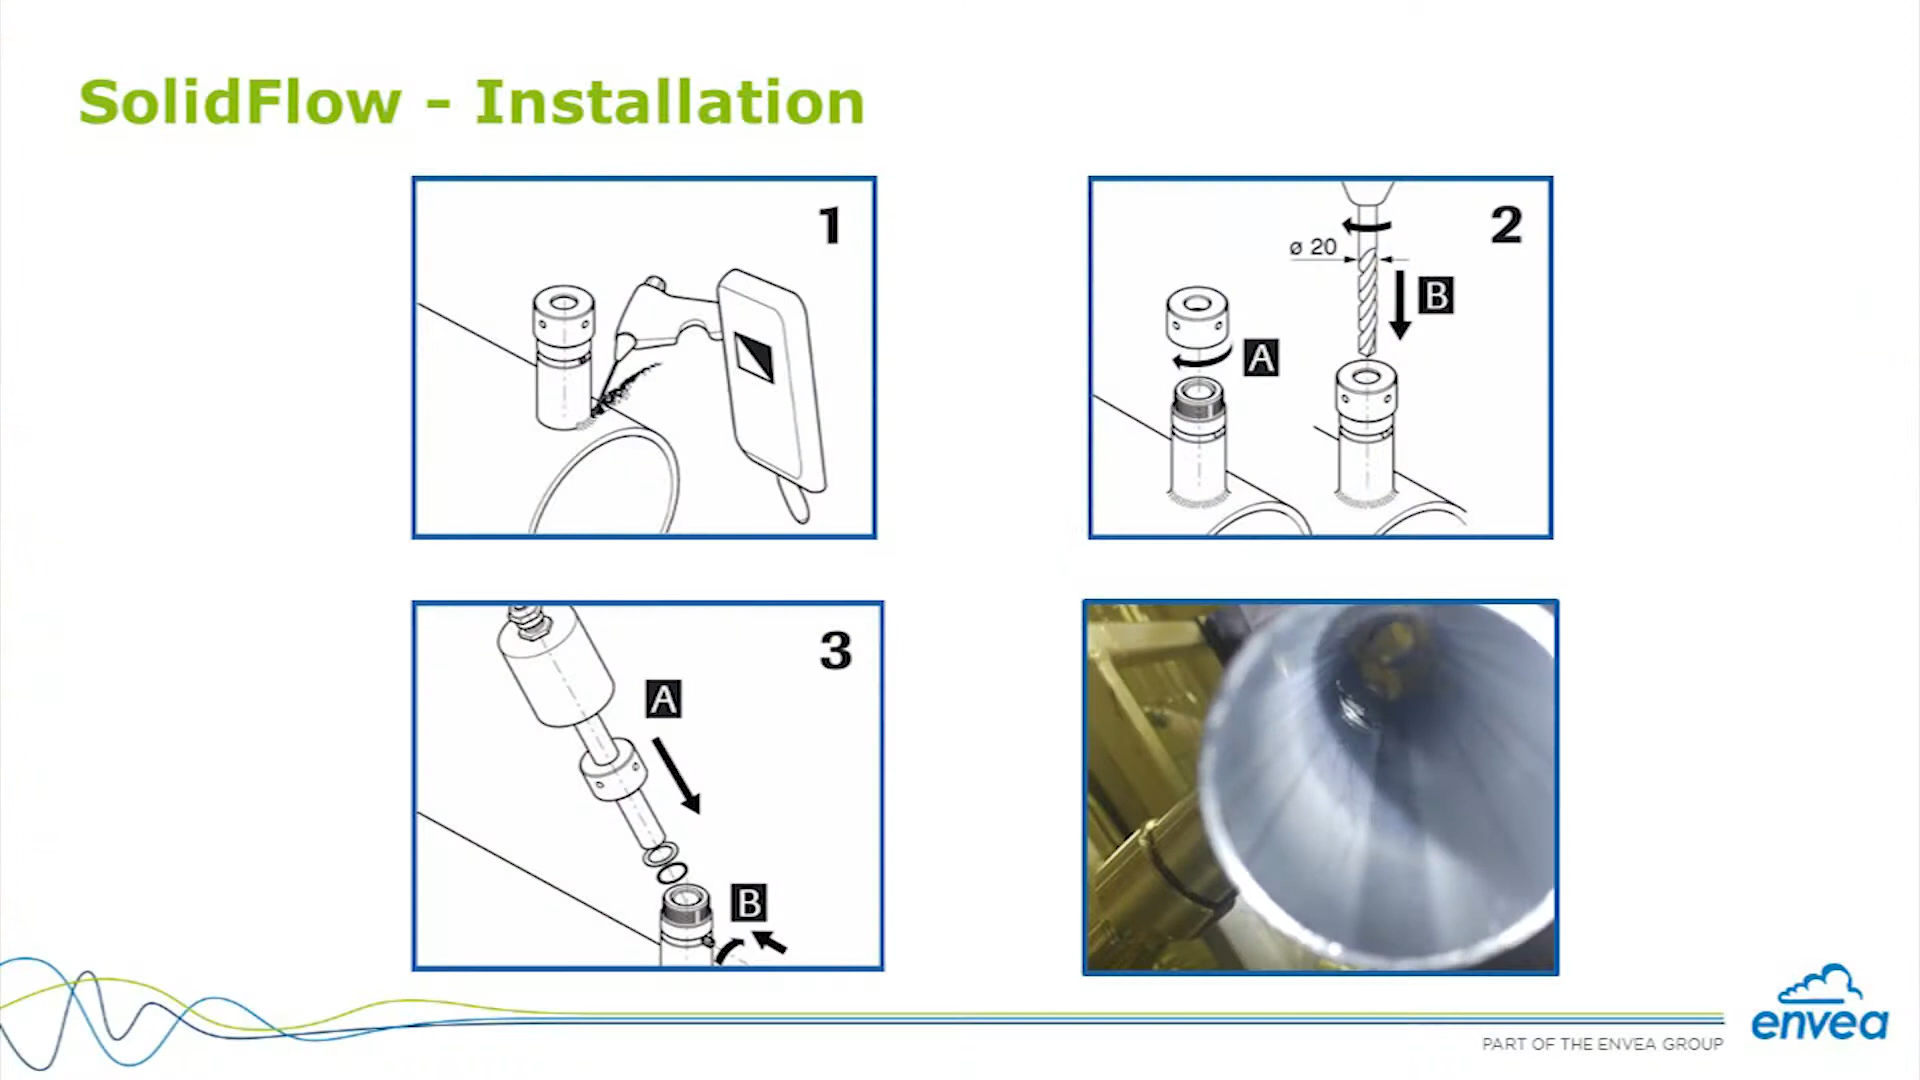 SolidFlow - Installation
1
2
ø 20
B
A
3
A
B
envea
PART OF THE ENVEA GROUP